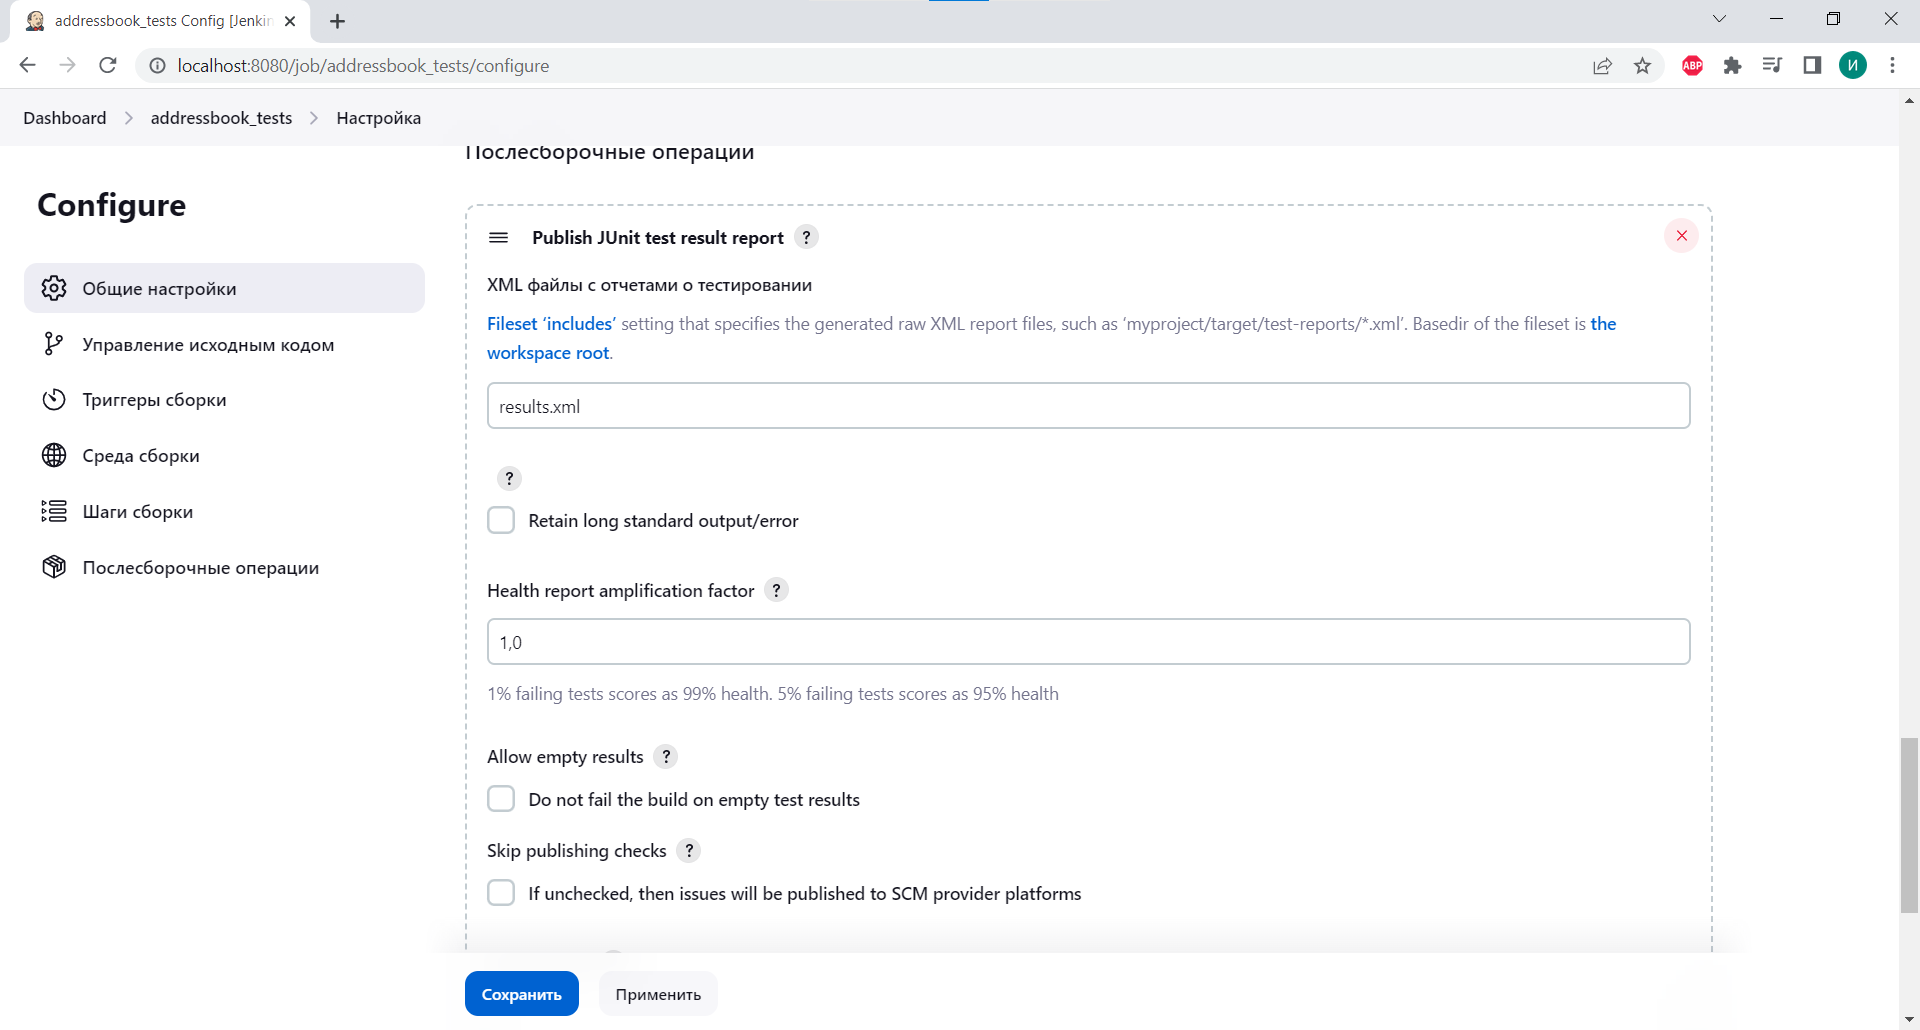 addressbook_tests Config [Jenkin
localhost:8080/job/addressbook_tests/configure
ABP
И
Dashboard
addressbook_tests
Настройка
Configure
Общие настройки
Управление исходным кодом
Триггеры сборки
Среда сборки
Шаги сборки
Послесборочные операции
Послесборочные операции
Publish JUnit test result report ?
XML файлы с отчетами о тестировании
Fileset ‘includes’ setting that specifies the generated raw XML report files, such as ‘myproject/target/test-reports/*.xml’. Basedir of the fileset is the
workspace root.
results.xml
?
Retain long standard output/error
Health report amplification factor ?
1,0
1% failing tests scores as 99% health. 5% failing tests scores as 95% health
Allow empty results ?
Do not fail the build on empty test results
Skip publishing checks ?
If unchecked, then issues will be published to SCM provider platforms
Сохранить
Применить